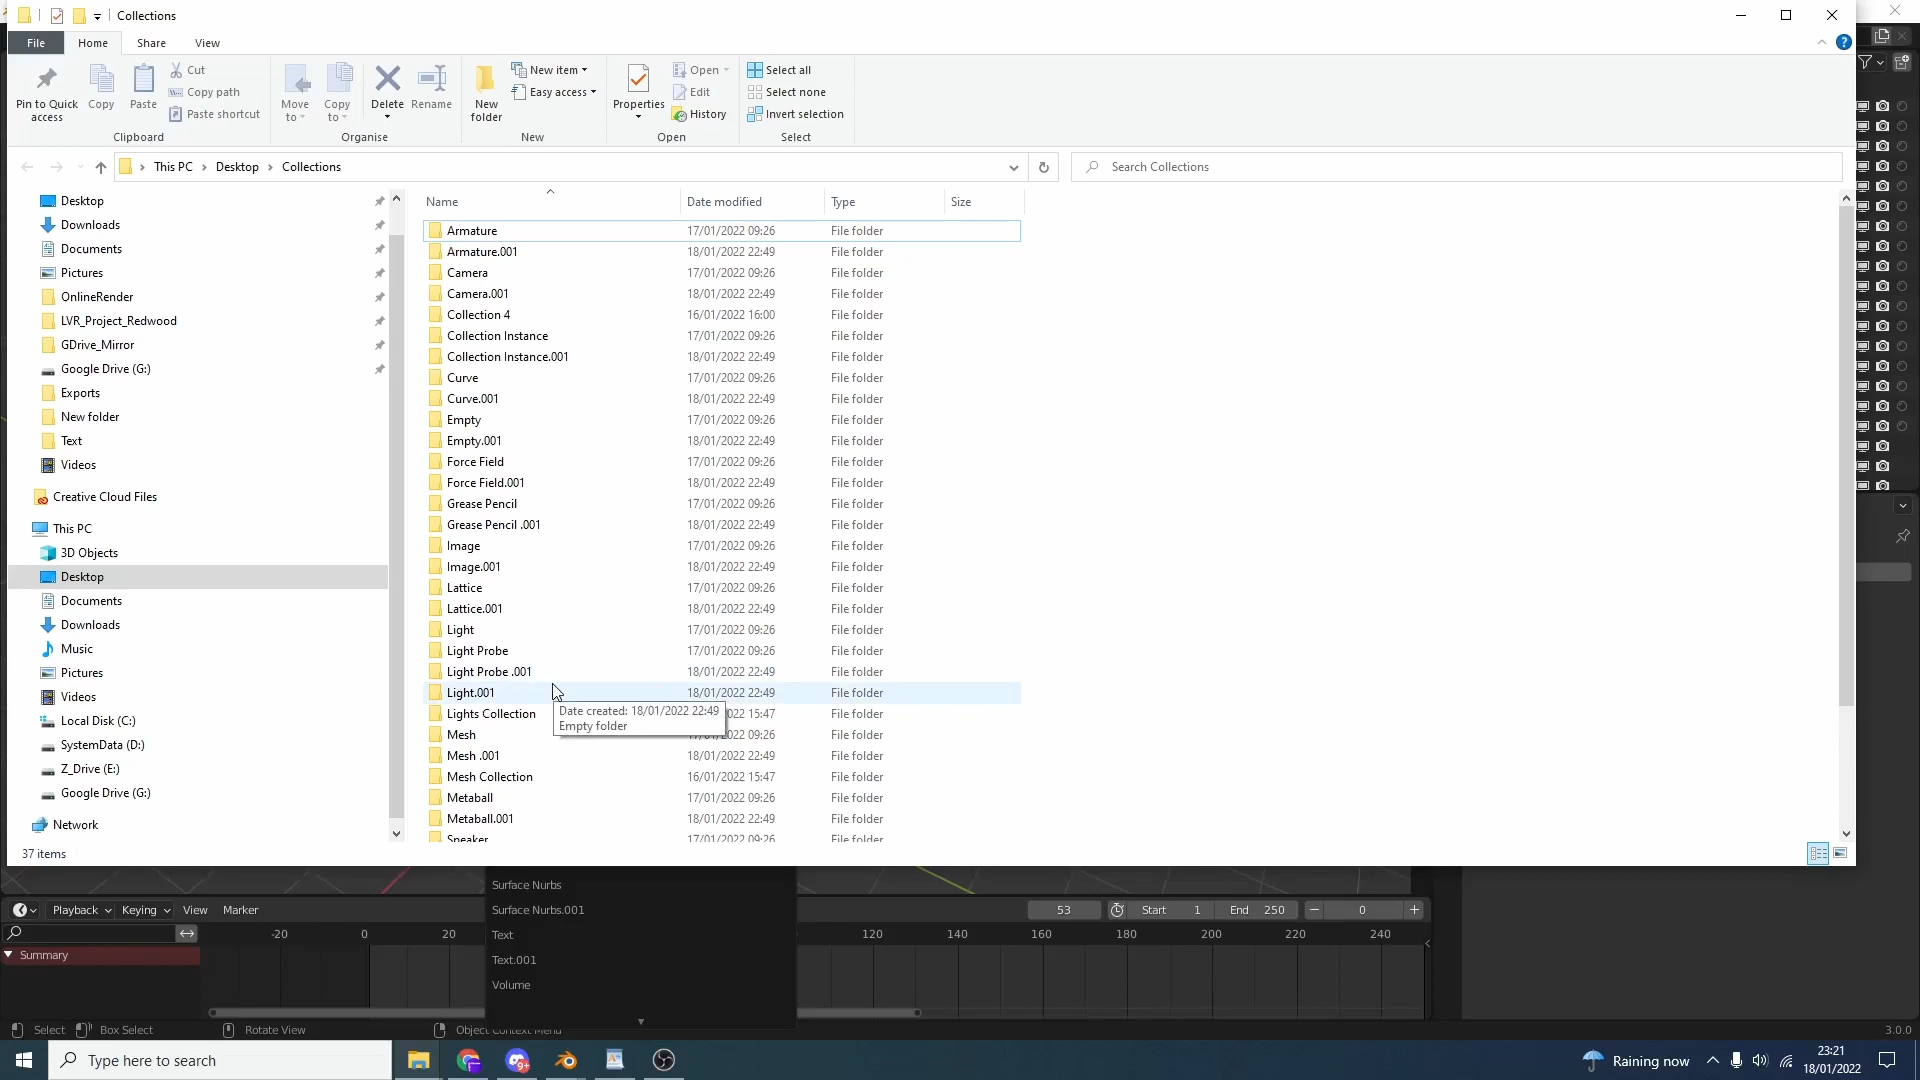 Collections
File Home Share View
Pin to Quick access
Copy
Paste
Cut
Copy path
Paste shortcut
Clipboard
Move to
Copy to
Delete
Rename
Organise
New folder
New item
Easy access
New
Properties
Open
Edit
History
Open
Select all
Select none
Invert selection
Select
This PC Desktop Collections
Search Collections
Desktop
Downloads
Documents
Pictures
OnlineRender
LVR_Project_Redwood
GDrive_Mirror
Google Drive (G:)
Exports
New folder
Text
Videos
Creative Cloud Files
This PC
3D Objects
Desktop
Documents
Downloads
Music
Pictures
Videos
Local Disk (C:)
SystemData (D:)
Z_Drive (E:)
Google Drive (G:)
Network
37 items
Name Date modified Type Size
Armature 17/01/2022 09:26 File folder
Armature.001 18/01/2022 22:49 File folder
Camera 17/01/2022 09:26 File folder
Camera.001 18/01/2022 22:49 File folder
Collection 4 16/01/2022 16:00 File folder
Collection Instance 17/01/2022 09:26 File folder
Collection Instance.001 18/01/2022 22:49 File folder
Curve 17/01/2022 09:26 File folder
Curve.001 18/01/2022 22:49 File folder
Empty 17/01/2022 09:26 File folder
Empty.001 18/01/2022 22:49 File folder
Force Field 17/01/2022 09:26 File folder
Force Field.001 18/01/2022 22:49 File folder
Grease Pencil 17/01/2022 09:26 File folder
Grease Pencil .001 18/01/2022 22:49 File folder
Image 17/01/2022 09:26 File folder
Image.001 18/01/2022 22:49 File folder
Lattice 17/01/2022 09:26 File folder
Lattice.001 18/01/2022 22:49 File folder
Light 17/01/2022 09:26 File folder
Light Probe 17/01/2022 09:26 File folder
Light Probe .001 18/01/2022 22:49 File folder
Light.001 18/01/2022 22:49 File folder
Lights Collection 022 15:47 File folder
Date created: 18/01/2022 22:49
Empty folder
Mesh 17/01/2022 09:26 File folder
Mesh .001 18/01/2022 22:49 File folder
Mesh Collection 16/01/2022 15:47 File folder
Metaball 17/01/2022 09:26 File folder
Metaball.001 18/01/2022 22:49 File folder
Speaker 17/01/2022 09:26 File folder
Surface Nurbs
Surface Nurbs.001
Text
Text.001
Volume
Playback Keying View Marker
53 Start 1 End 250 0
-20 0 20 120 140 160 180 200 220 240
Summary
Select Box Select Rotate View Object Context Menu 3.0.0
Type here to search
9+
Raining now
23:21
18/01/2022